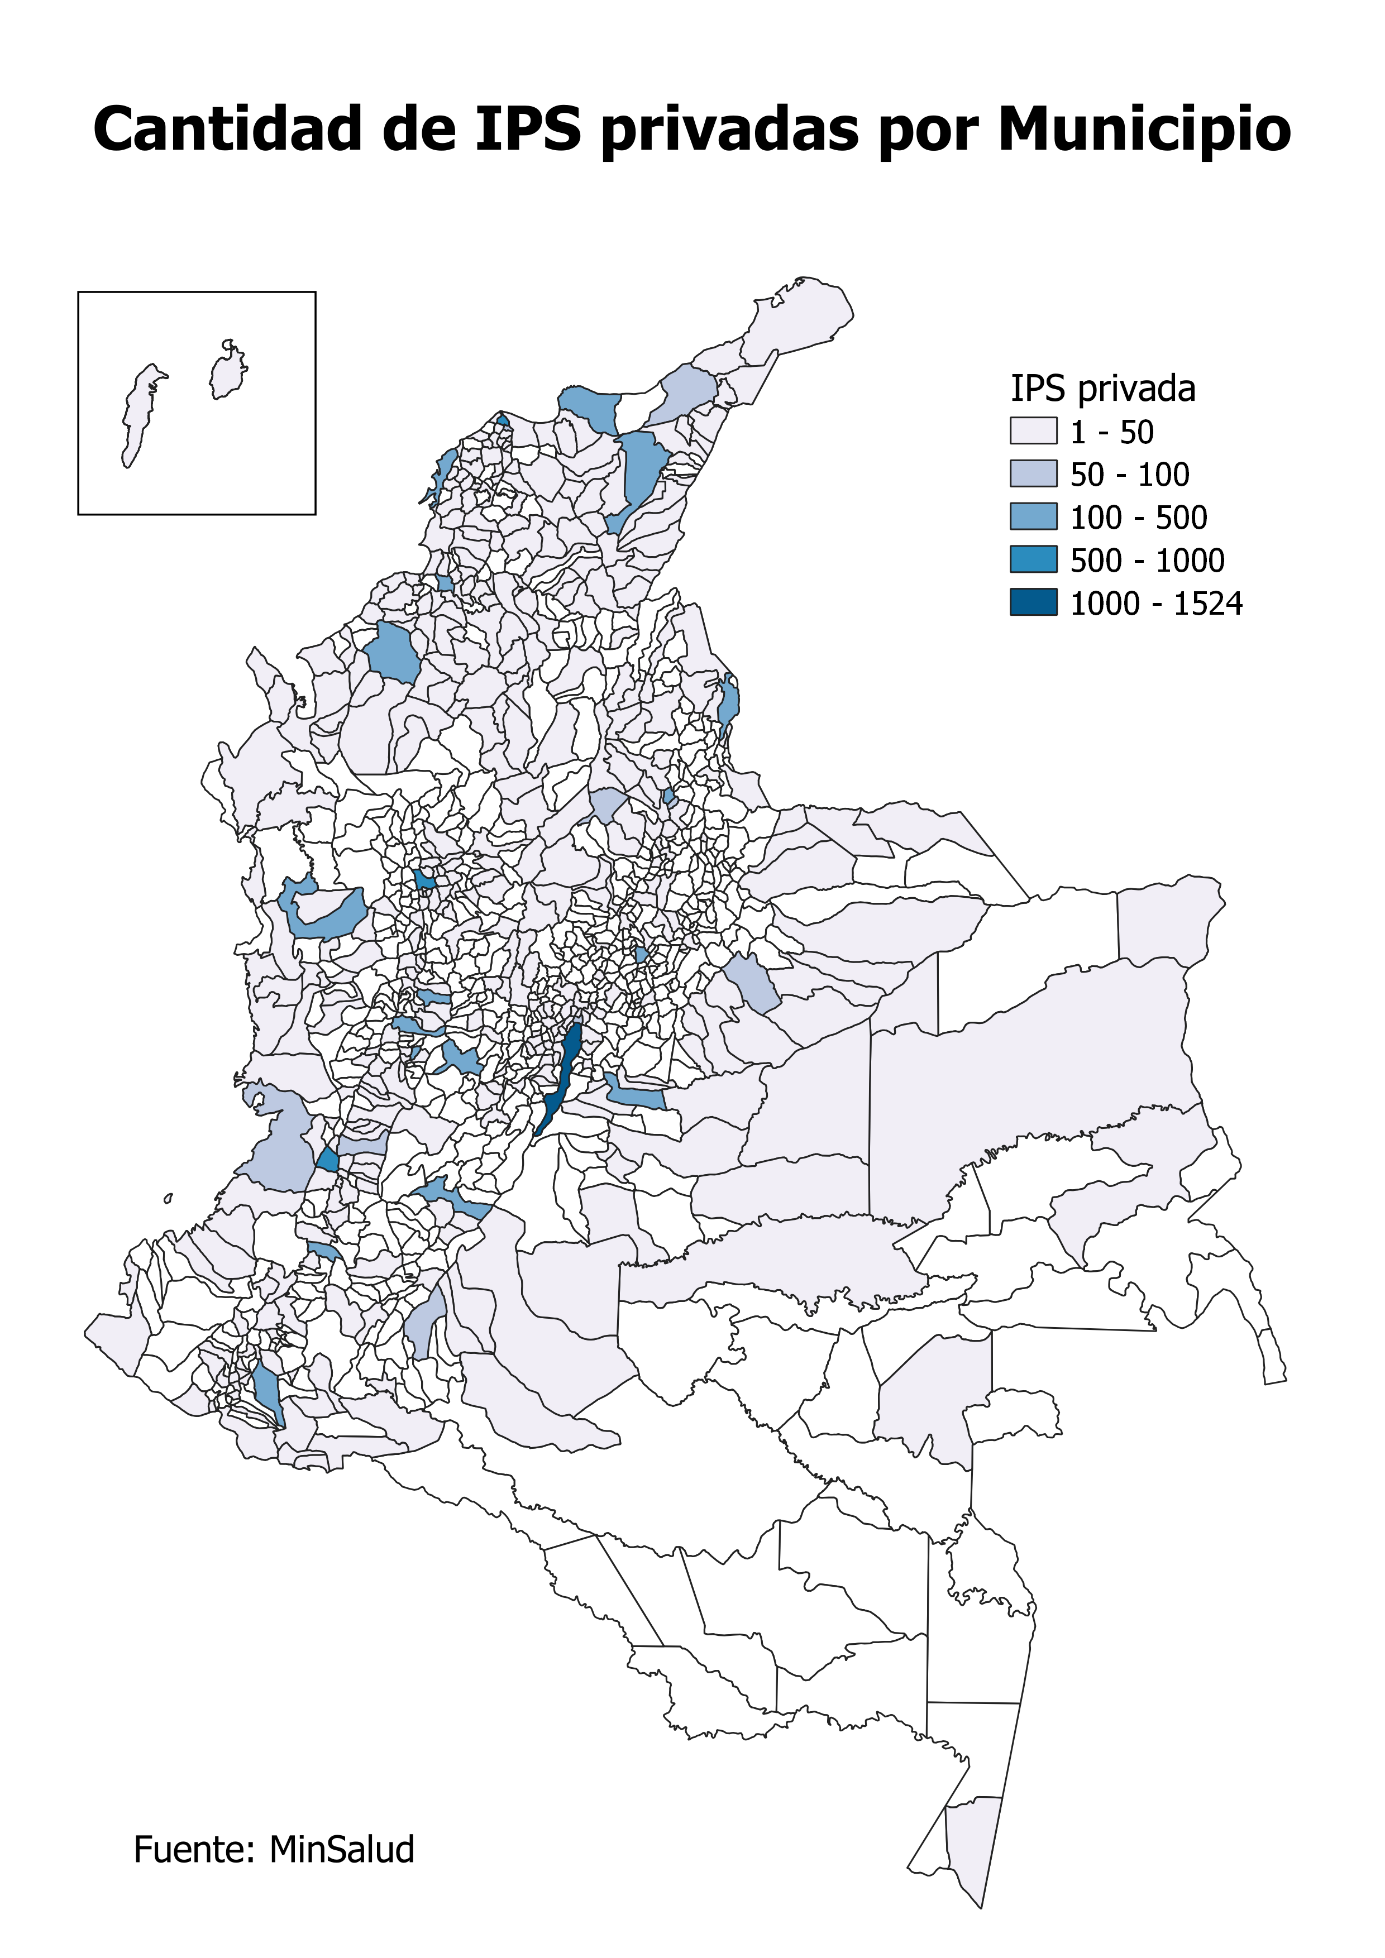 Cantidad de IPS privadas por Municipio
IPS privada
1 - 50
50 - 100
100 - 500
500 - 1000
1000 - 1524
Fuente: MinSalud